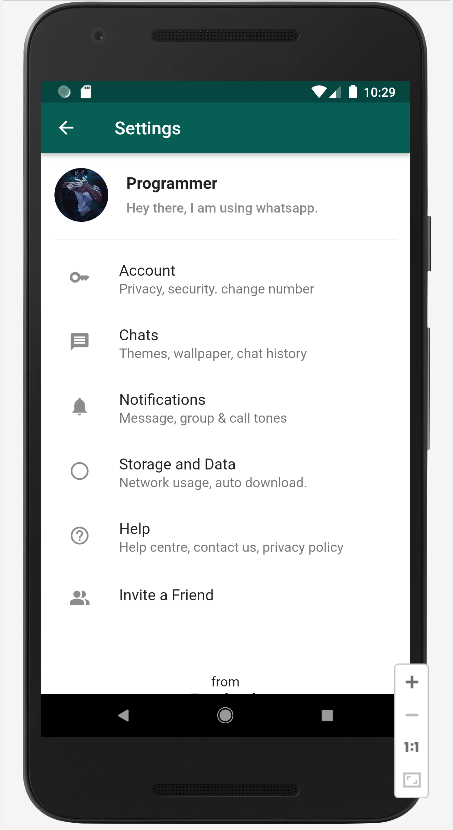 10:29
Settings
Programmer
Hey there, I am using whatsapp.
Account
Privacy, security. change number
Chats
Themes, wallpaper, chat history
Notifications
Message, group & call tones
Storage and Data
Network usage, auto download.
Help
Help centre, contact us, privacy policy
Invite a Friend
from
1:1